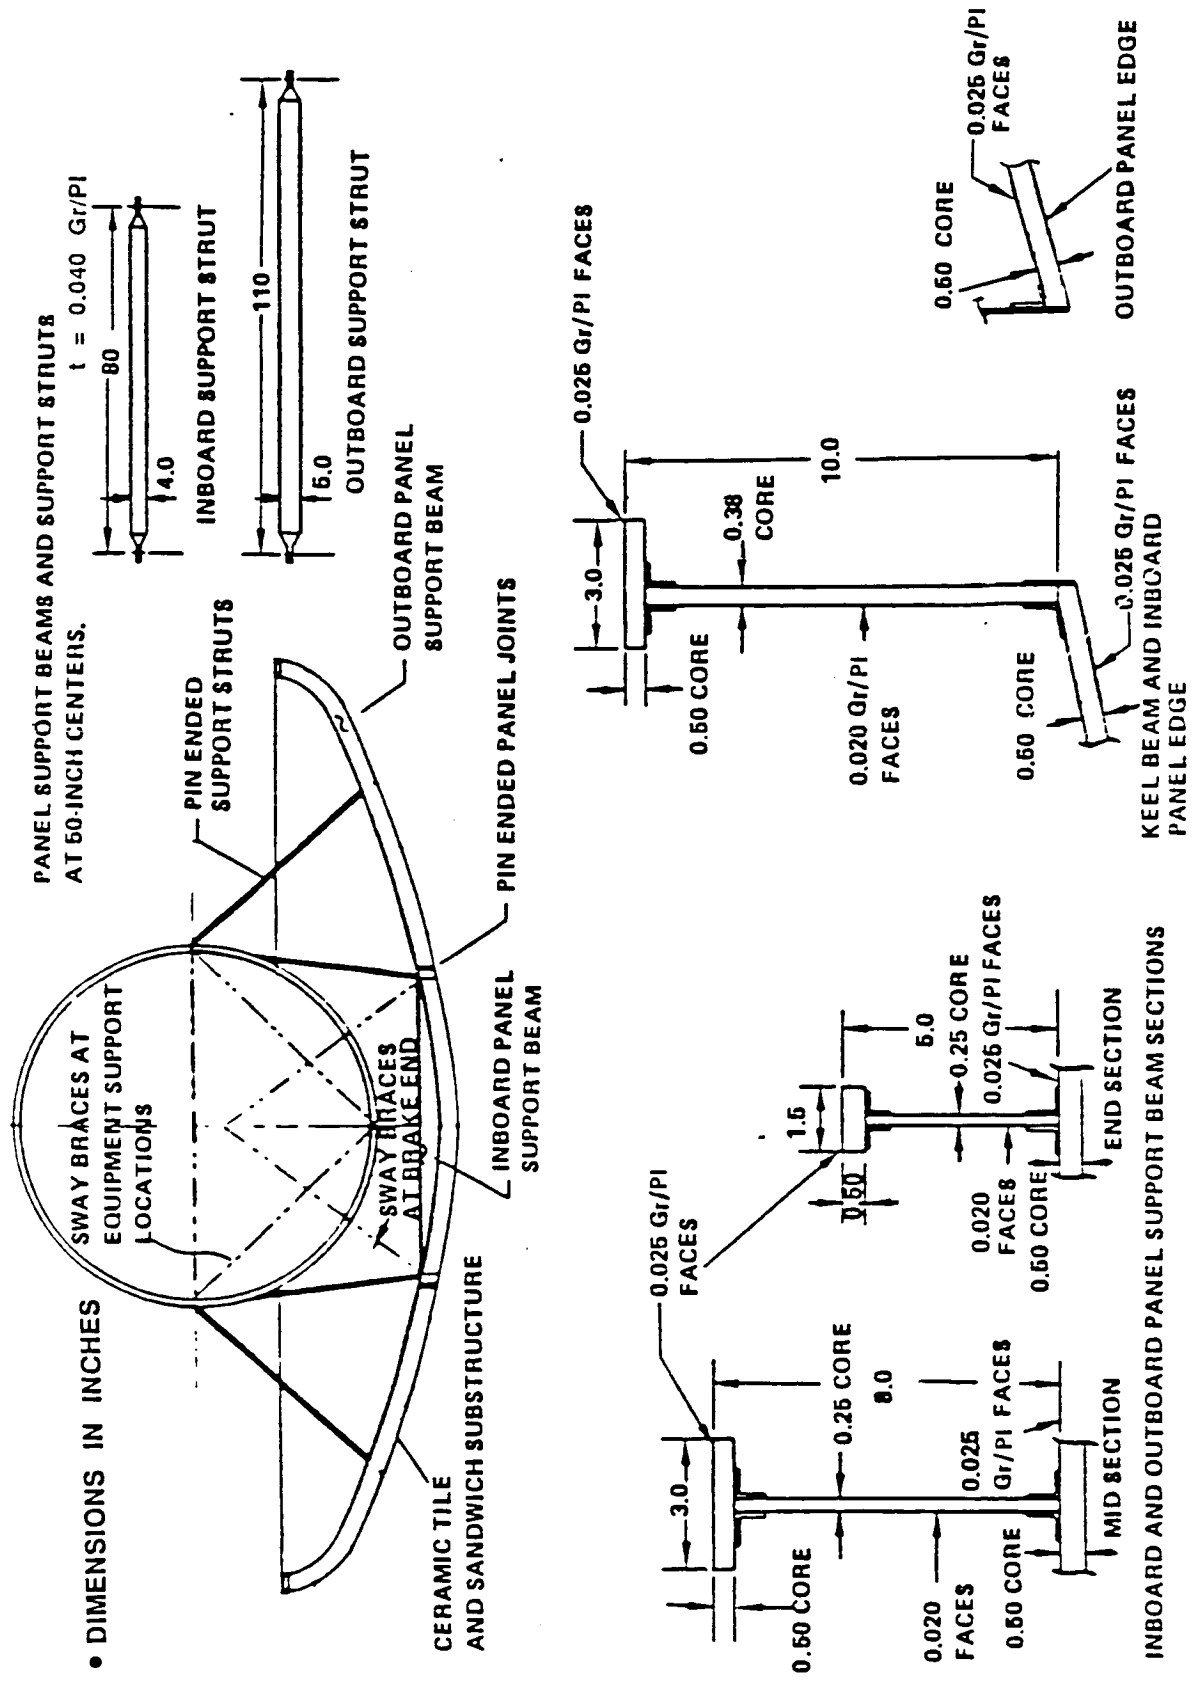 • DIMENSIONS IN INCHES
PANEL SUPPORT BEAMS AND SUPPORT STRUTS
AT 50-INCH CENTERS.
t = 0.040 Gr/PI
80
4.0
INBOARD SUPPORT STRUT
110
5.0
OUTBOARD SUPPORT STRUT
SWAY BRACES AT
EQUIPMENT SUPPORT
LOCATIONS
PIN ENDED
SUPPORT STRUTS
SWAY BRACES
AT BRAKE END
OUTBOARD PANEL
SUPPORT BEAM
PIN ENDED PANEL JOINTS
INBOARD PANEL
SUPPORT BEAM
CERAMIC TILE
AND SANDWICH SUBSTRUCTURE
0.025 Gr/PI
FACES
3.0
0.50 CORE
0.25 CORE
8.0
0.020
FACES
0.025
Gr/PI FACES
0.50 CORE
MID SECTION
1.5
0.50
5.0
0.25 CORE
0.025 Gr/PI FACES
0.020
FACES
0.50 CORE
END SECTION
INBOARD AND OUTBOARD PANEL SUPPORT BEAM SECTIONS
0.025 Gr/PI FACES
3.0
0.50 CORE
0.38
CORE
10.0
0.020 Gr/PI
FACES
0.50 CORE
0.025 Gr/PI FACES
KEEL BEAM AND INBOARD
PANEL EDGE
0.50 CORE
0.025 Gr/PI
FACES
OUTBOARD PANEL EDGE